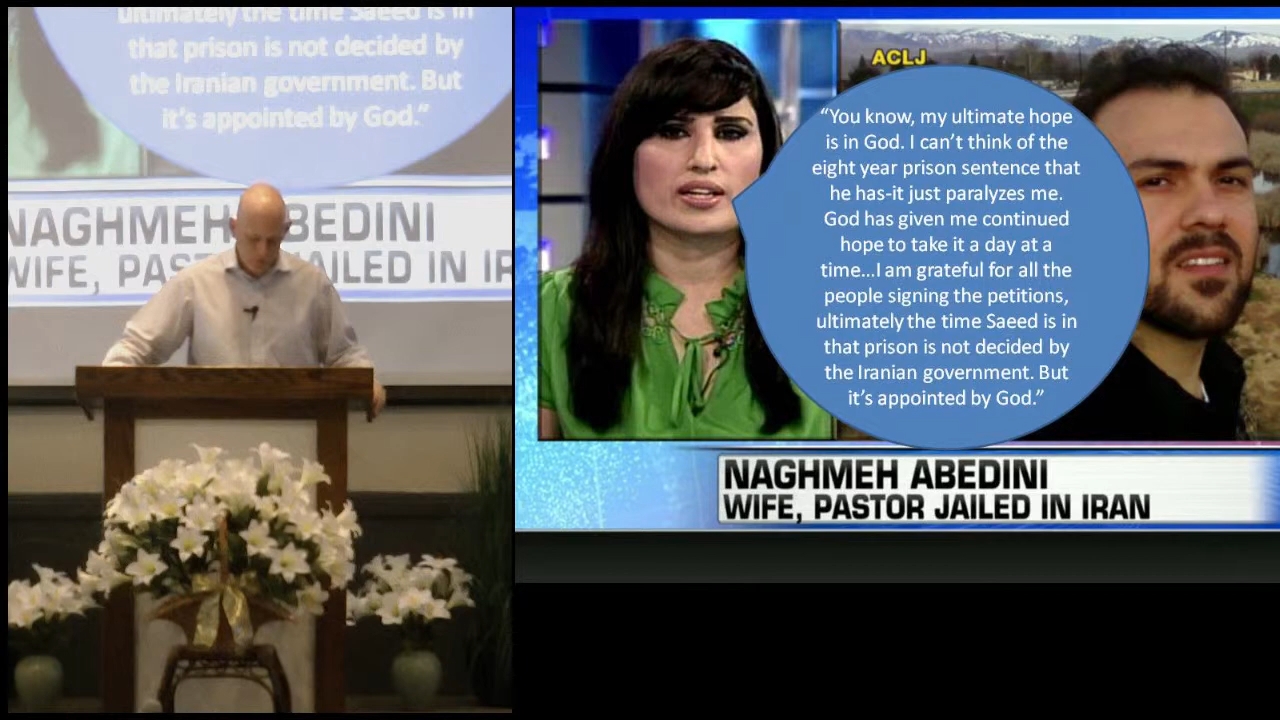 ultimately the time Saeed is in
that prison is not decided by
the Iranian government. But
it's appointed by God.”
NAGHMEH ABEDINI
WIFE, PAST JAILED IN IR
ACLJ
“You know, my ultimate hope
is in God. I can't think of the
eight year prison sentence that
he has-it just paralyzes me.
God has given me continued
hope to take it a day at a
time…I am grateful for all the
people signing the petitions,
ultimately the time Saeed is in
that prison is not decided by
the Iranian government. But
it's appointed by God.”
NAGHMEH ABEDINI
WIFE, PASTOR JAILED IN IRAN